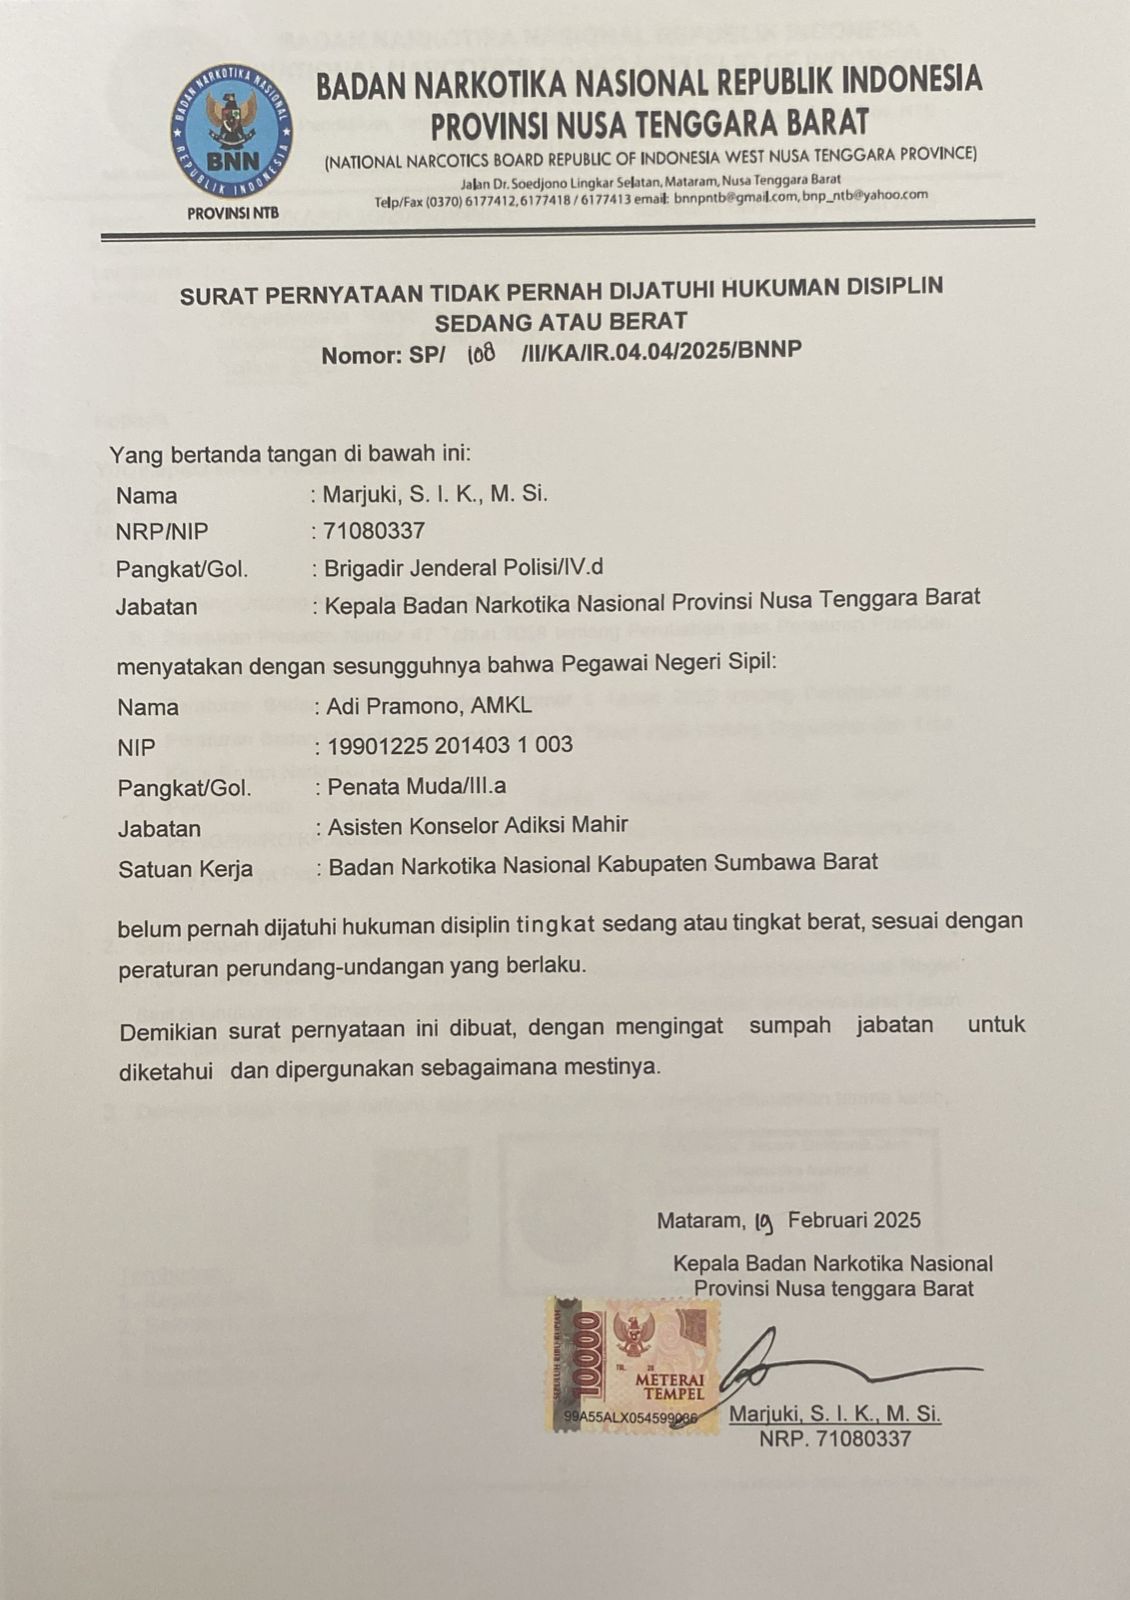 BADAN NARKOTIKA NASIONAL
REPUBLIK INDONESIA
BNN
PROVINSI NTB
BADAN NARKOTIKA NASIONAL REPUBLIK INDONESIA
PROVINSI NUSA TENGGARA BARAT
(NATIONAL NARCOTICS BOARD REPUBLIC OF INDONESIA WEST NUSA TENGGARA PROVINCE)
Jalan Dr. Soedjono Lingkar Selatan, Mataram, Nusa Tenggara Barat
Telp/Fax (0370) 6177412, 6177418 / 6177413 email: bnnpntb@gmail.com, bnp_ntb@yahoo.com
SURAT PERNYATAAN TIDAK PERNAH DIJATUHI HUKUMAN DISIPLIN
SEDANG ATAU BERAT
Nomor: SP/ 108 /II/KA/IR.04.04/2025/BNNP
Yang bertanda tangan di bawah ini:
Nama : Marjuki, S. I. K., M. Si.
NRP/NIP : 71080337
Pangkat/Gol. : Brigadir Jenderal Polisi/IV.d
Jabatan : Kepala Badan Narkotika Nasional Provinsi Nusa Tenggara Barat
menyatakan dengan sesungguhnya bahwa Pegawai Negeri Sipil:
Nama : Adi Pramono, AMKL
NIP : 19901225 201403 1 003
Pangkat/Gol. : Penata Muda/III.a
Jabatan : Asisten Konselor Adiksi Mahir
Satuan Kerja : Badan Narkotika Nasional Kabupaten Sumbawa Barat
belum pernah dijatuhi hukuman disiplin tingkat sedang atau tingkat berat, sesuai dengan
peraturan perundang-undangan yang berlaku.
Demikian surat pernyataan ini dibuat, dengan mengingat sumpah jabatan untuk
diketahui dan dipergunakan sebagaimana mestinya.
Mataram, 19 Februari 2025
Kepala Badan Narkotika Nasional
Provinsi Nusa tenggara Barat
SEPULUH RIBU RUPIAH
10000
METERAI
TEMPEL
Marjuki, S. I. K., M. Si.
NRP. 71080337